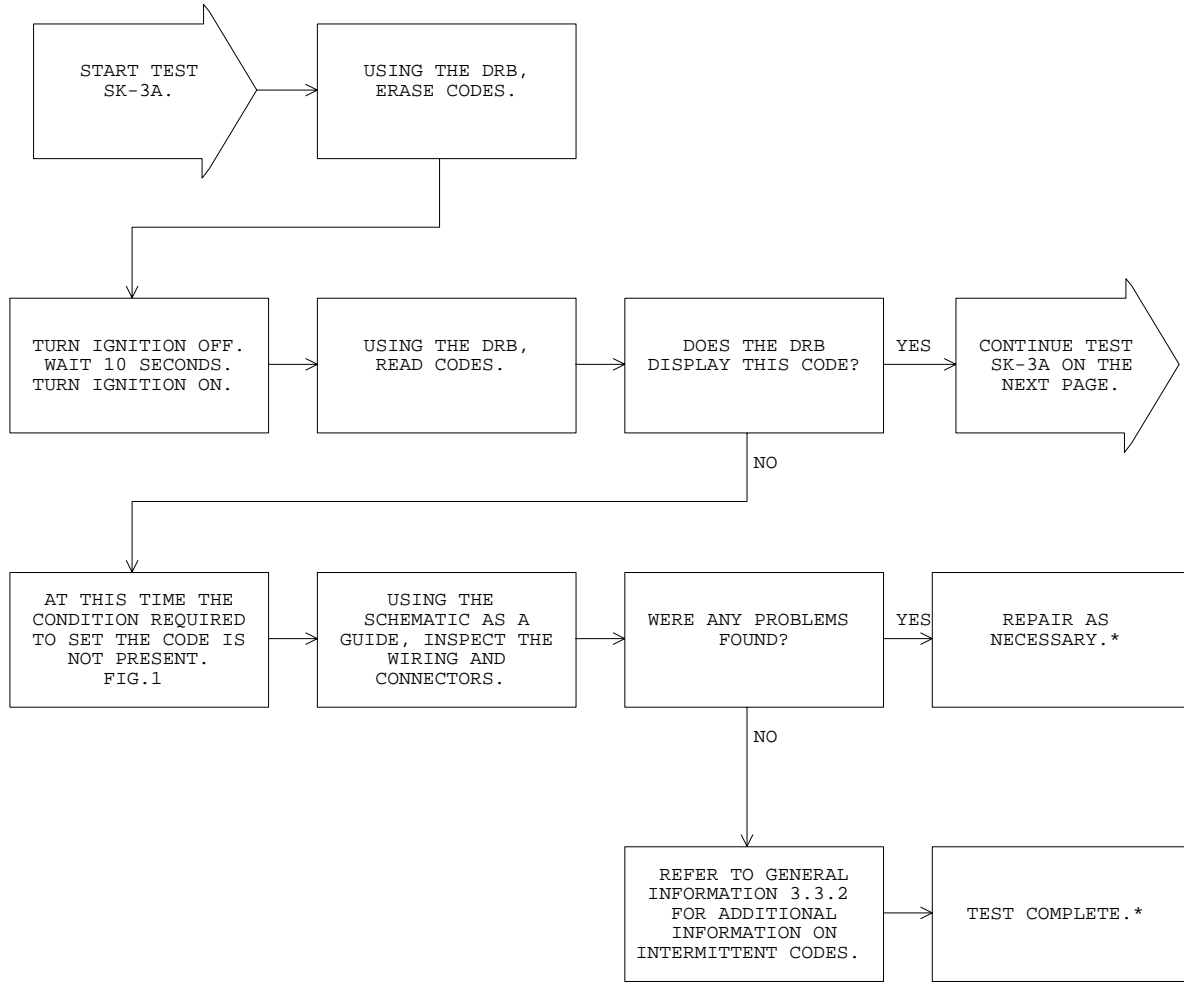 START TEST
SK-3A.
USING THE DRB,
ERASE CODES.
TURN IGNITION OFF.
WAIT 10 SECONDS.
TURN IGNITION ON.
USING THE DRB,
READ CODES.
DOES THE DRB
DISPLAY THIS CODE?
YES
CONTINUE TEST
SK-3A ON THE
NEXT PAGE.
NO
AT THIS TIME THE
CONDITION REQUIRED
TO SET THE CODE IS
NOT PRESENT.
FIG.1
USING THE
SCHEMATIC AS A
GUIDE, INSPECT THE
WIRING AND
CONNECTORS.
WERE ANY PROBLEMS
FOUND?
YES
REPAIR AS
NECESSARY.*
NO
REFER TO GENERAL
INFORMATION 3.3.2
FOR ADDITIONAL
INFORMATION ON
INTERMITTENT CODES.
TEST COMPLETE.*